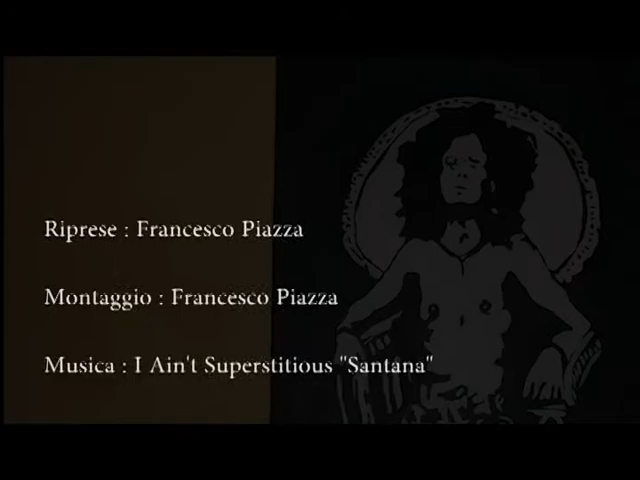 Riprese : Francesco Piazza
Montaggio : Francesco Piazza
Musica : I Ain't Superstitious "Santana"